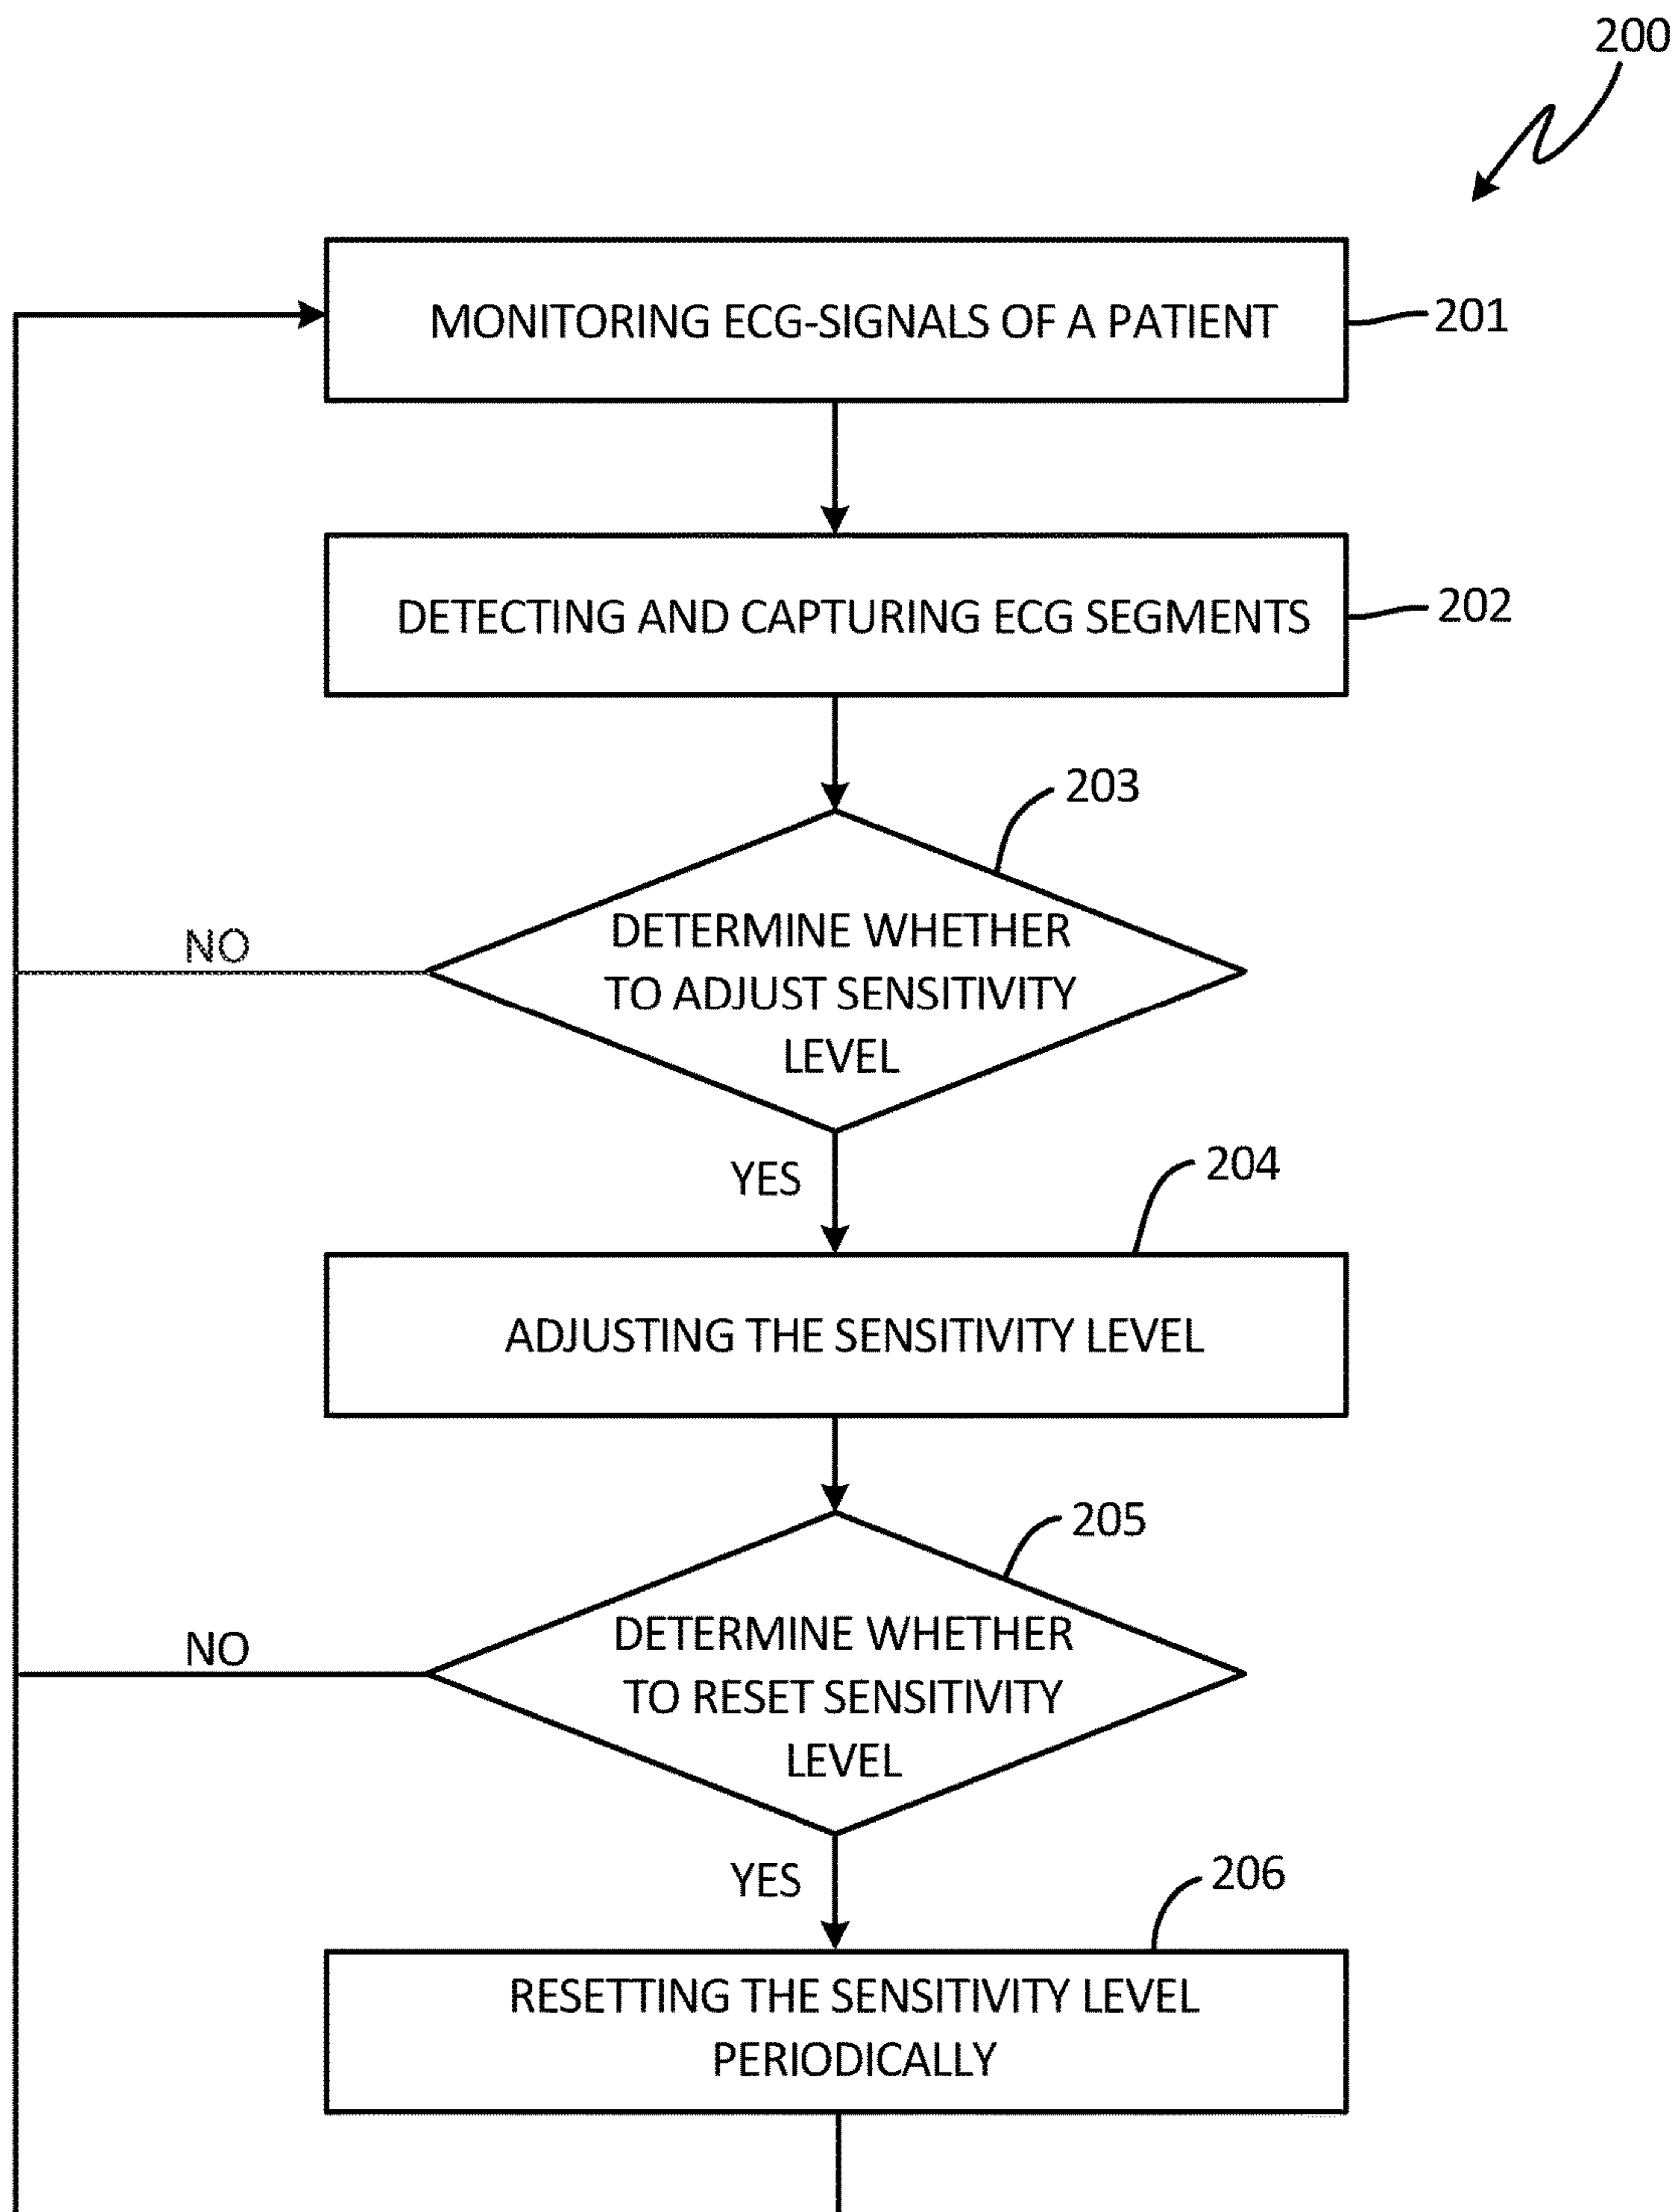 200
MONITORING ECG-SIGNALS OF A PATIENT
201
DETECTING AND CAPTURING ECG SEGMENTS
202
203
DETERMINE WHETHER
TO ADJUST SENSITIVITY
LEVEL
NO
YES
204
ADJUSTING THE SENSITIVITY LEVEL
205
DETERMINE WHETHER
TO RESET SENSITIVITY
LEVEL
NO
YES
206
RESETTING THE SENSITIVITY LEVEL
PERIODICALLY